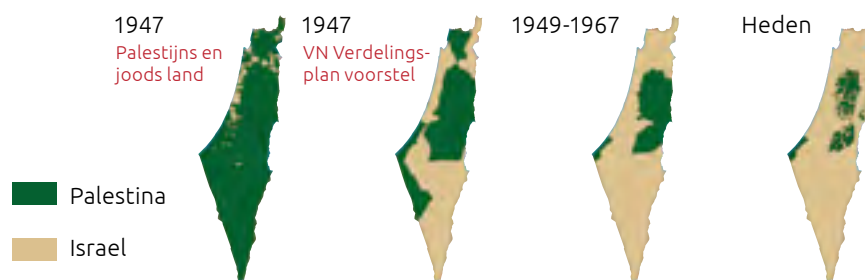 1947
Palestijns en
joods land
1947
VN Verdelings-
plan voorstel
1949-1967
Heden
Palestina
Israel